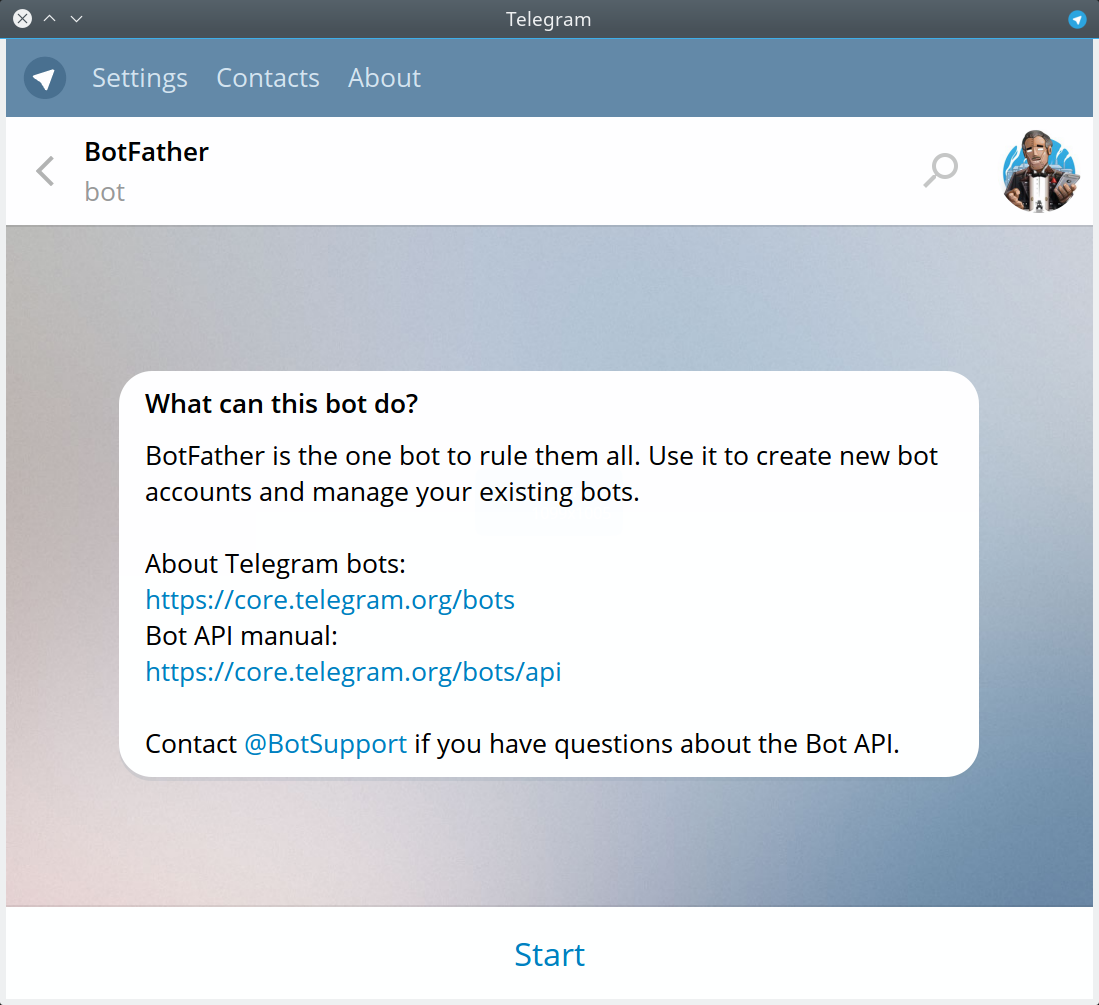 Telegram
Settings Contacts About
BotFather
bot
What can this bot do?
BotFather is the one bot to rule them all. Use it to create new bot
accounts and manage your existing bots.
About Telegram bots:
https://core.telegram.org/bots
Bot API manual:
https://core.telegram.org/bots/api
Contact @BotSupport if you have questions about the Bot API.
Start